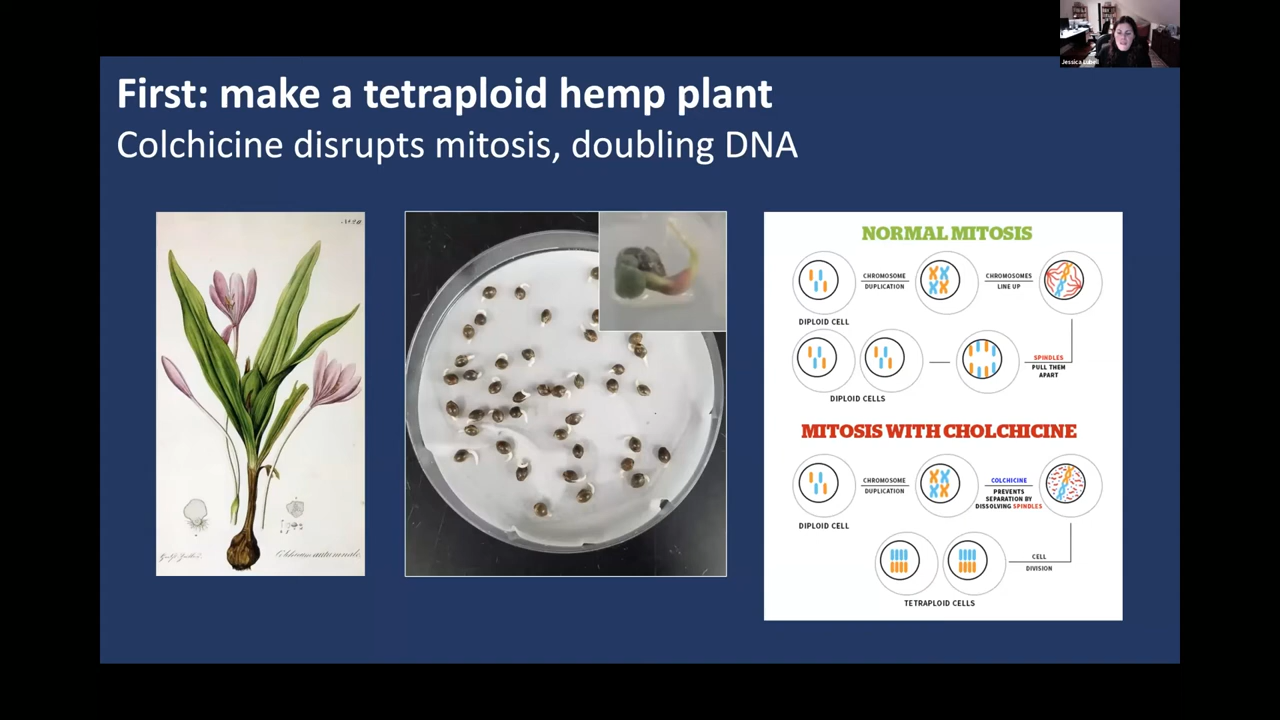 Jessica Lubell
First: make a tetraploid hemp plant
Colchicine disrupts mitosis, doubling DNA
NORMAL MITOSIS
CHROMOSOME
DUPLICATION
CHROMOSOMES
LINE UP
DIPLOID CELL
SPINDLES
PULL THEM
APART
DIPLOID CELLS
MITOSIS WITH CHOLCHICINE
CHROMOSOME
DUPLICATION
COLCHICINE
PREVENTS
SEPARATION BY
DISSOLVING SPINDLES
DIPLOID CELL
CELL
DIVISION
TETRAPLOID CELLS